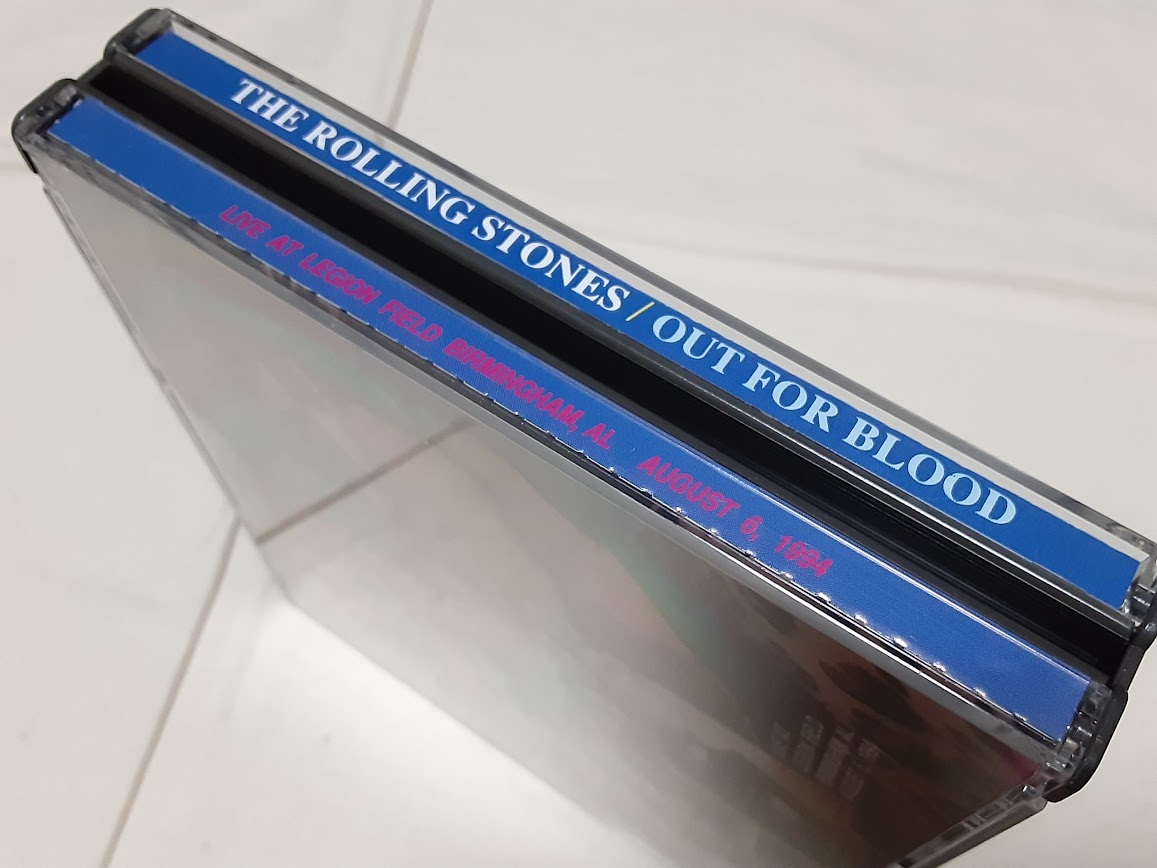 THE ROLLING STONES / OUT FOR BLOOD
LIVE AT LEGION FIELD BIRMINGHAM, AL AUGUST 6, 1994